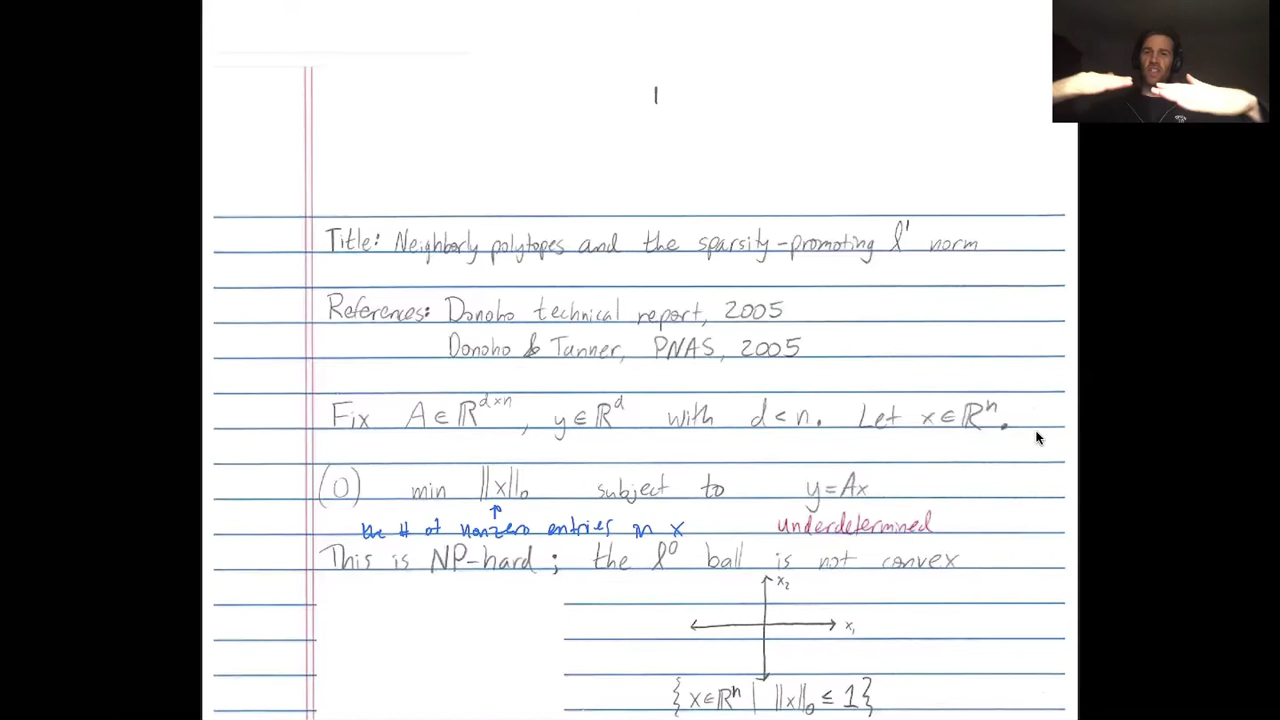 1
Title: Neighborly polytopes and the sparsity-promoting ℓ¹ norm
References: Donoho technical report, 2005
Donoho & Tanner, PNAS, 2005
Fix A∈ℝ^{d×n}, y∈ℝ^d with d<n. Let x∈ℝⁿ.
(0) min ||x||₀ subject to y=Ax
↑
the # of nonzero entries in x underdetermined
This is NP-hard; the ℓ⁰ ball is not convex
x₂
x₁
{x∈ℝⁿ | ||x||₀ ≤ 1}